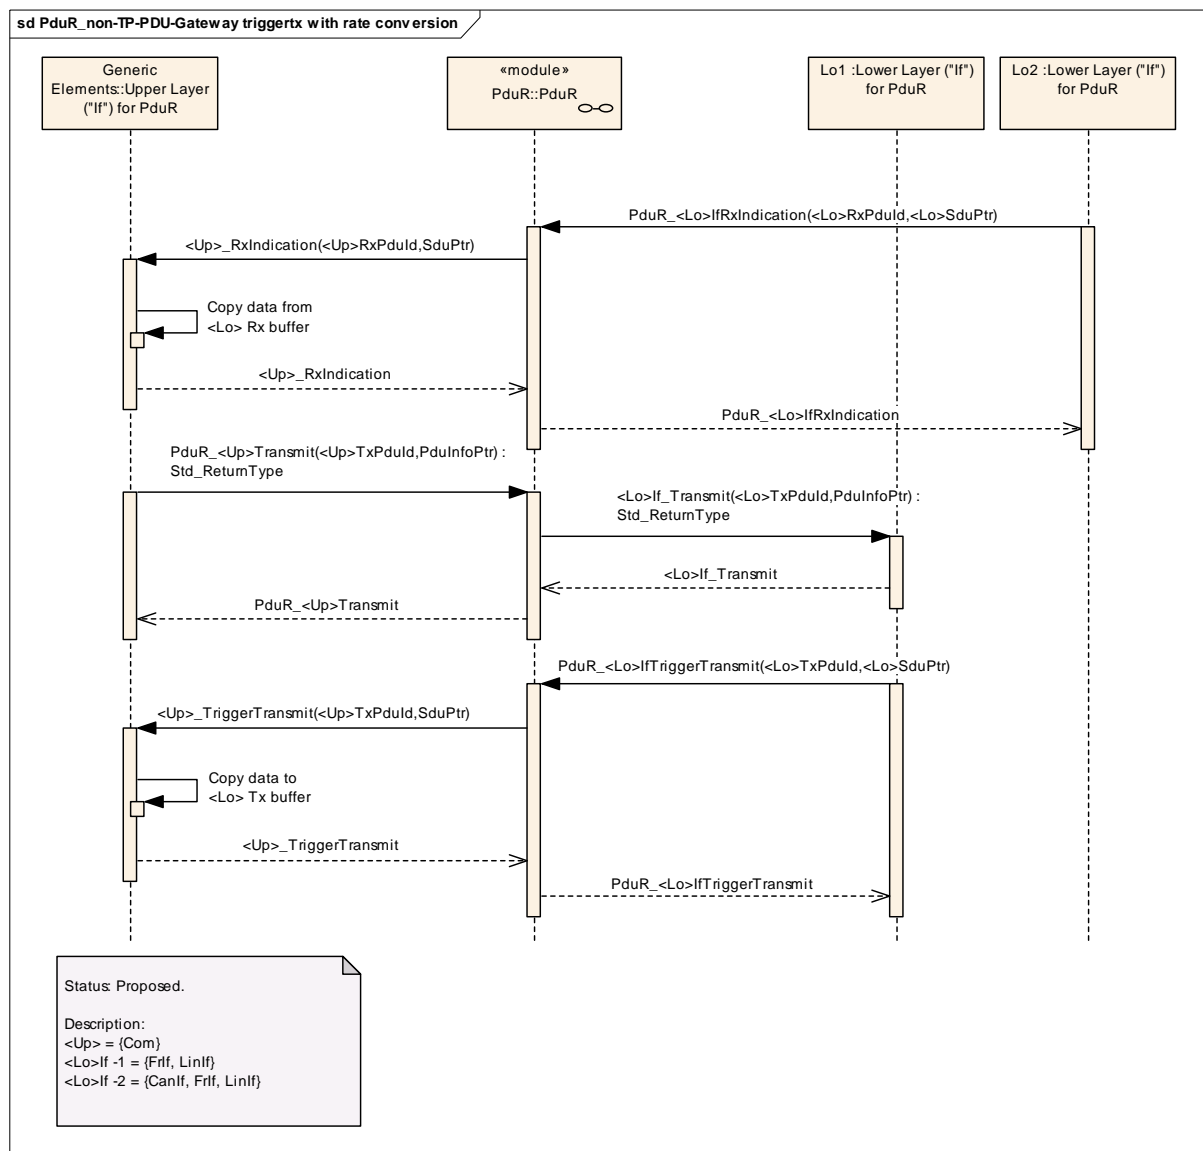 sd PduR_non-TP-PDU-Gateway triggertx with rate conversion
Generic
Elements::Upper Layer
("If") for PduR
«module»
PduR::PduR
Lo1 :Lower Layer ("If")
for PduR
Lo2 :Lower Layer ("If")
for PduR
PduR_<Lo>IfRxIndication(<Lo>RxPduId,<Lo>SduPtr)
<Up>_RxIndication(<Up>RxPduId,SduPtr)
Copy data from
<Lo> Rx buffer
<Up>_RxIndication
PduR_<Lo>IfRxIndication
PduR_<Up>Transmit(<Up>TxPduId,PduInfoPtr) :
Std_ReturnType
<Lo>If_Transmit(<Lo>TxPduId,PduInfoPtr) :
Std_ReturnType
<Lo>If_Transmit
PduR_<Up>Transmit
PduR_<Lo>IfTriggerTransmit(<Lo>TxPduId,<Lo>SduPtr)
<Up>_TriggerTransmit(<Up>TxPduId,SduPtr)
Copy data to
<Lo> Tx buffer
<Up>_TriggerTransmit
PduR_<Lo>IfTriggerTransmit
Status: Proposed.
Description:
<Up> = {Com}
<Lo>If -1 = {FrIf, LinIf}
<Lo>If -2 = {CanIf, FrIf, LinIf}